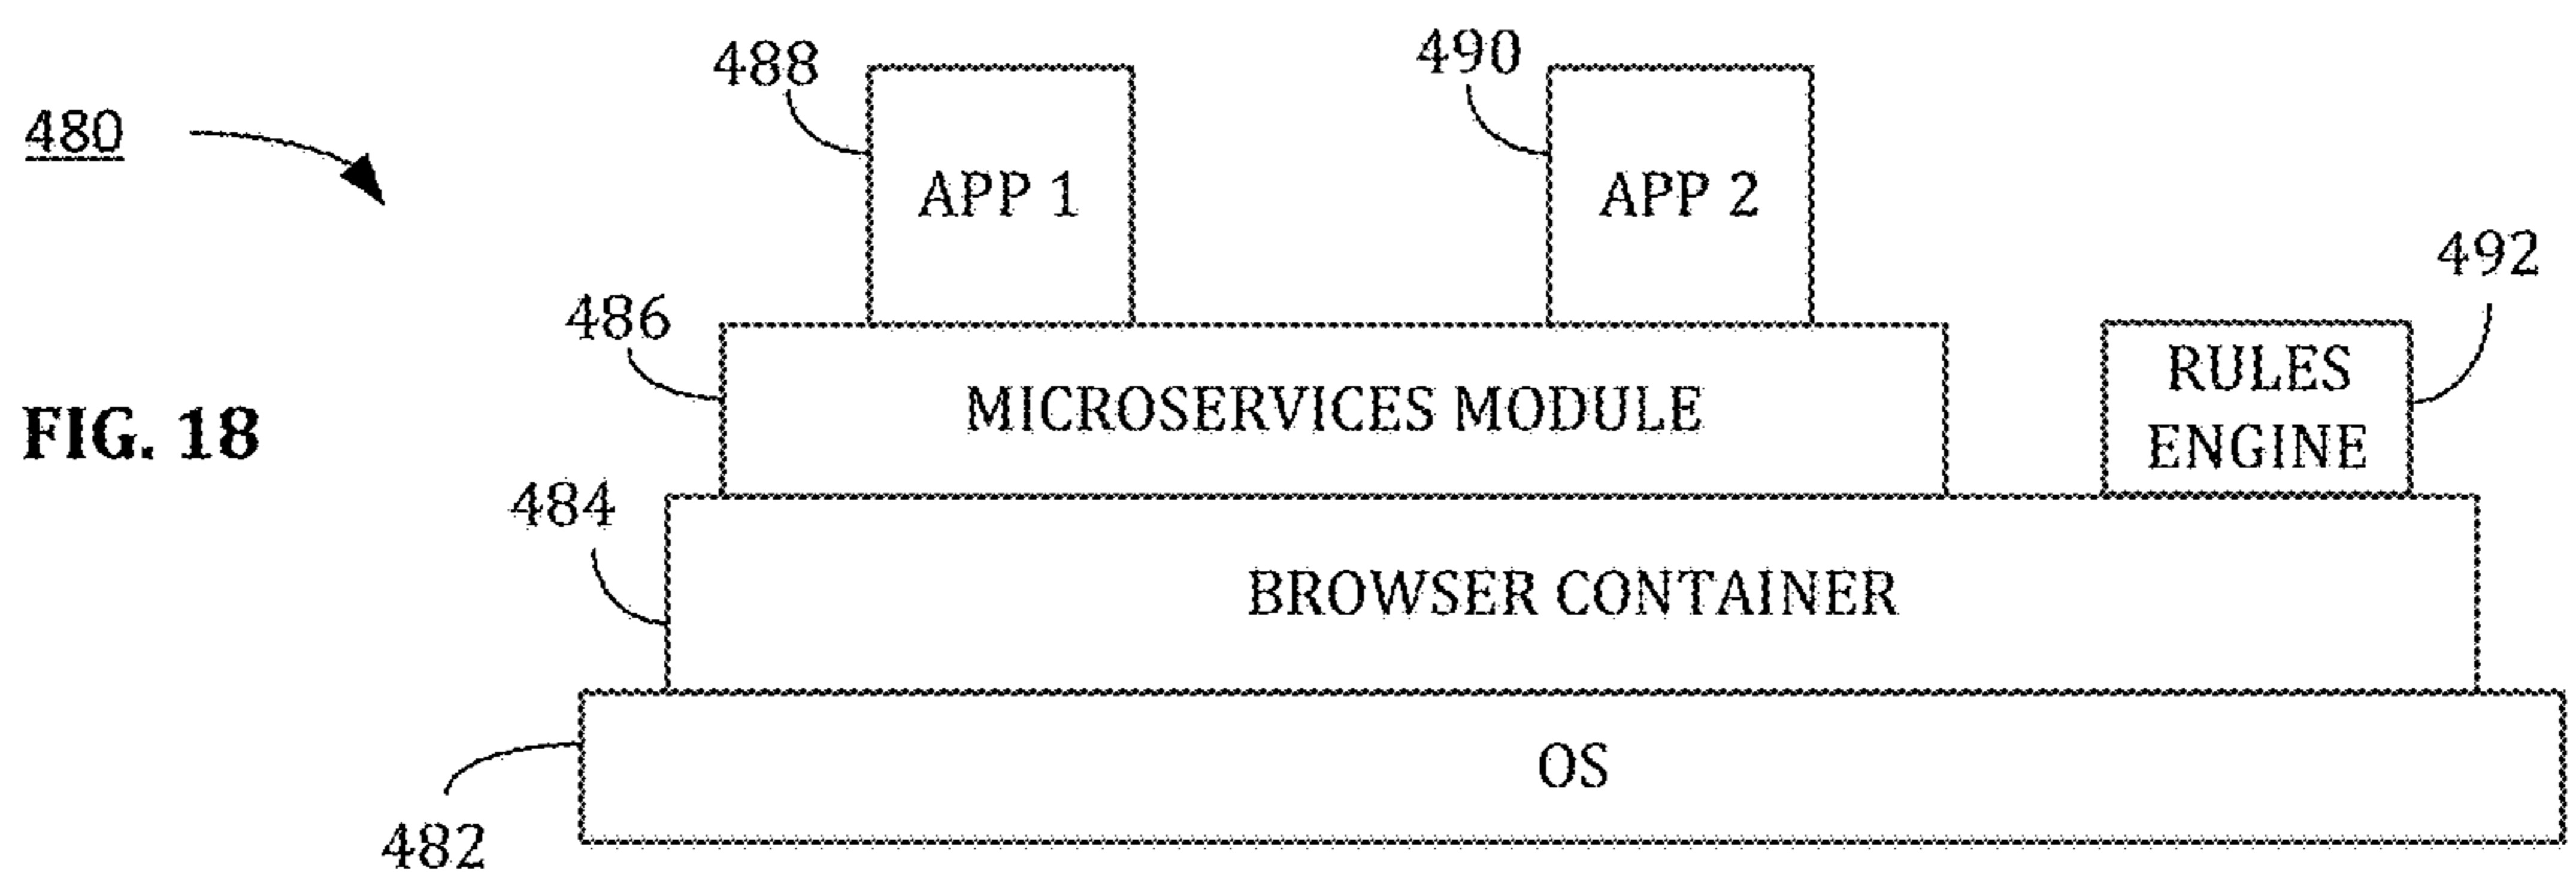 480
488
490
APP 1
APP 2
492
486
MICROSERVICES MODULE
RULES
ENGINE
FIG. 18
484
BROWSER CONTAINER
OS
482